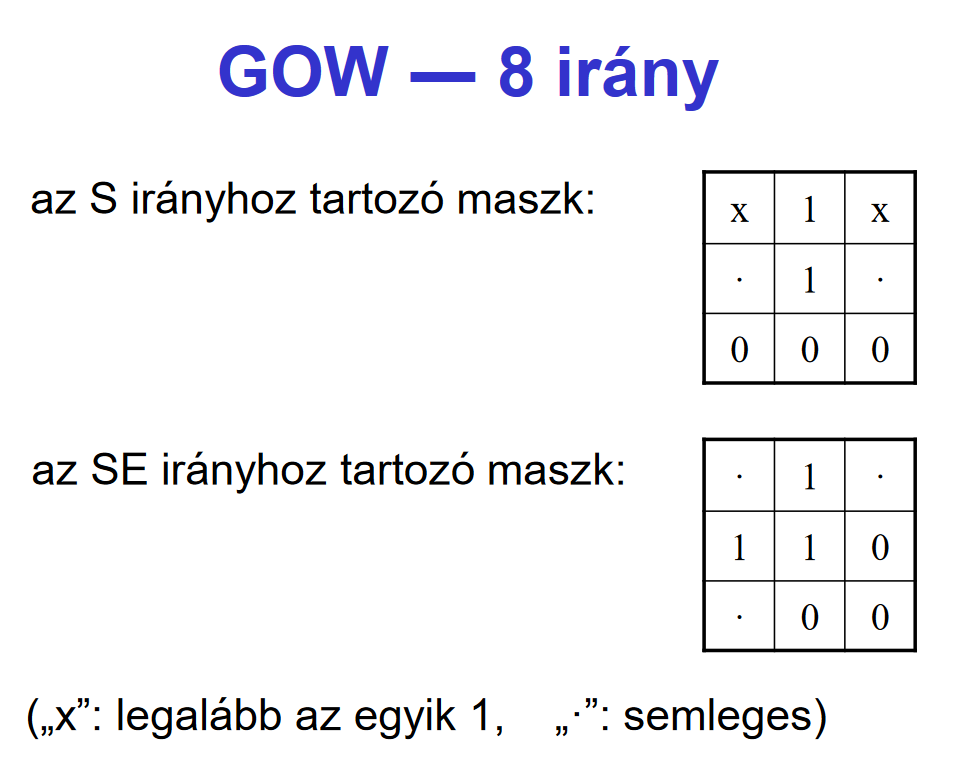 GOW — 8 irány
az S irányhoz tartozó maszk:
x 1 x
· 1 ·
0 0 0
az SE irányhoz tartozó maszk:
· 1 ·
1 1 0
· 0 0
(„x”: legalább az egyik 1, „·”: semleges)